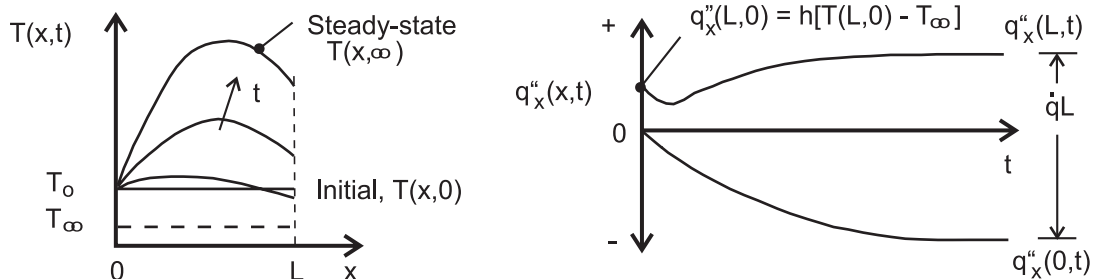 T(x,t)
Steady-state
T(x,∞)
t
T₀
Initial, T(x,0)
T∞
0
L
x
+
q"ₓ(L,0) = h[T(L,0) - T∞]
q"ₓ(L,t)
q"ₓ(x,t)
q̇L
0
t
-
q"ₓ(0,t)